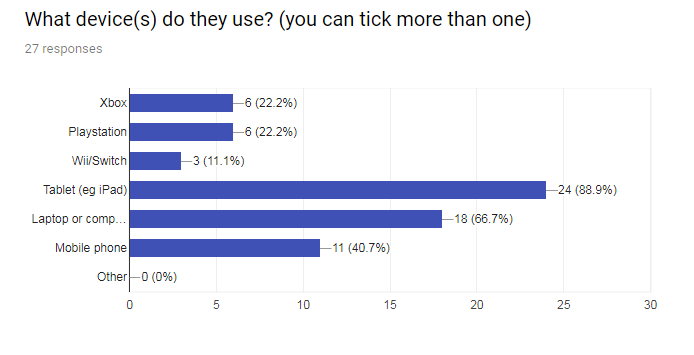 What device(s) do they use? (you can tick more than one)
27 responses
Xbox 6 (22.2%)
Playstation 6 (22.2%)
Wii/Switch 3 (11.1%)
Tablet (eg iPad) 24 (88.9%)
Laptop or comp... 18 (66.7%)
Mobile phone 11 (40.7%)
Other 0 (0%)
0 5 10 15 20 25 30